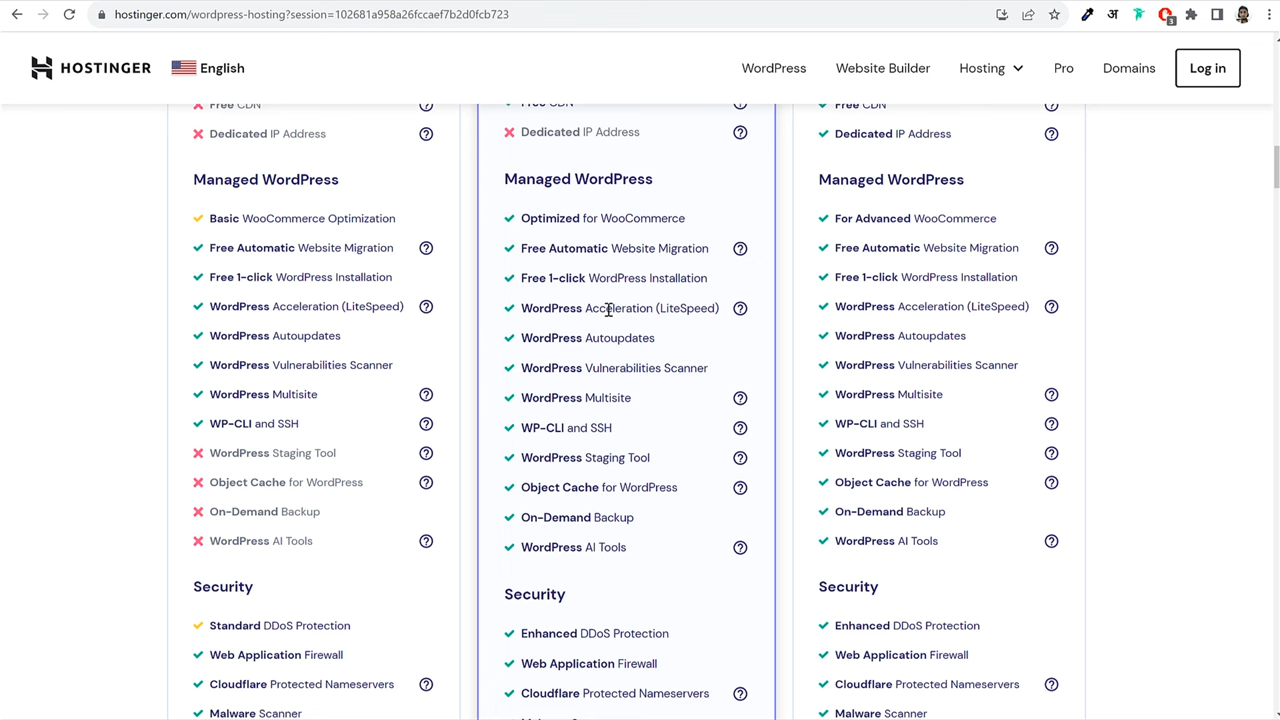 hostinger.com/wordpress-hosting?session=102681a958a26fccaef7b2d0fcb723
अ
3
HOSTINGER
English
WordPress
Website Builder
Hosting
Pro
Domains
Log in
Free CDN
Dedicated IP Address
Managed WordPress
Basic WooCommerce Optimization
Free Automatic Website Migration
Free 1-click WordPress Installation
WordPress Acceleration (LiteSpeed)
WordPress Autoupdates
WordPress Vulnerabilities Scanner
WordPress Multisite
WP-CLI and SSH
WordPress Staging Tool
Object Cache for WordPress
On-Demand Backup
WordPress AI Tools
Security
Standard DDoS Protection
Web Application Firewall
Cloudflare Protected Nameservers
Malware Scanner
Free CDN
Dedicated IP Address
Managed WordPress
Optimized for WooCommerce
Free Automatic Website Migration
Free 1-click WordPress Installation
WordPress Acceleration (LiteSpeed)
WordPress Autoupdates
WordPress Vulnerabilities Scanner
WordPress Multisite
WP-CLI and SSH
WordPress Staging Tool
Object Cache for WordPress
On-Demand Backup
WordPress AI Tools
Security
Enhanced DDoS Protection
Web Application Firewall
Cloudflare Protected Nameservers
Free CDN
Dedicated IP Address
Managed WordPress
For Advanced WooCommerce
Free Automatic Website Migration
Free 1-click WordPress Installation
WordPress Acceleration (LiteSpeed)
WordPress Autoupdates
WordPress Vulnerabilities Scanner
WordPress Multisite
WP-CLI and SSH
WordPress Staging Tool
Object Cache for WordPress
On-Demand Backup
WordPress AI Tools
Security
Enhanced DDoS Protection
Web Application Firewall
Cloudflare Protected Nameservers
Malware Scanner